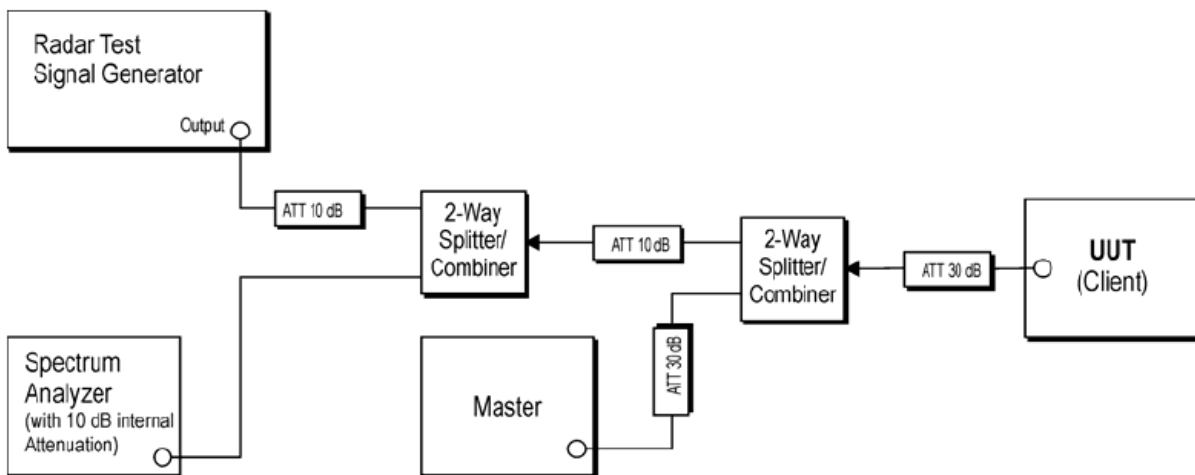 Radar Test
Signal Generator
Output
ATT 10 dB
2-Way
Splitter/
Combiner
ATT 10 dB
2-Way
Splitter/
Combiner
ATT 30 dB
UUT
(Client)
Spectrum
Analyzer
(with 10 dB internal
Attenuation)
Master
ATT 30 dB